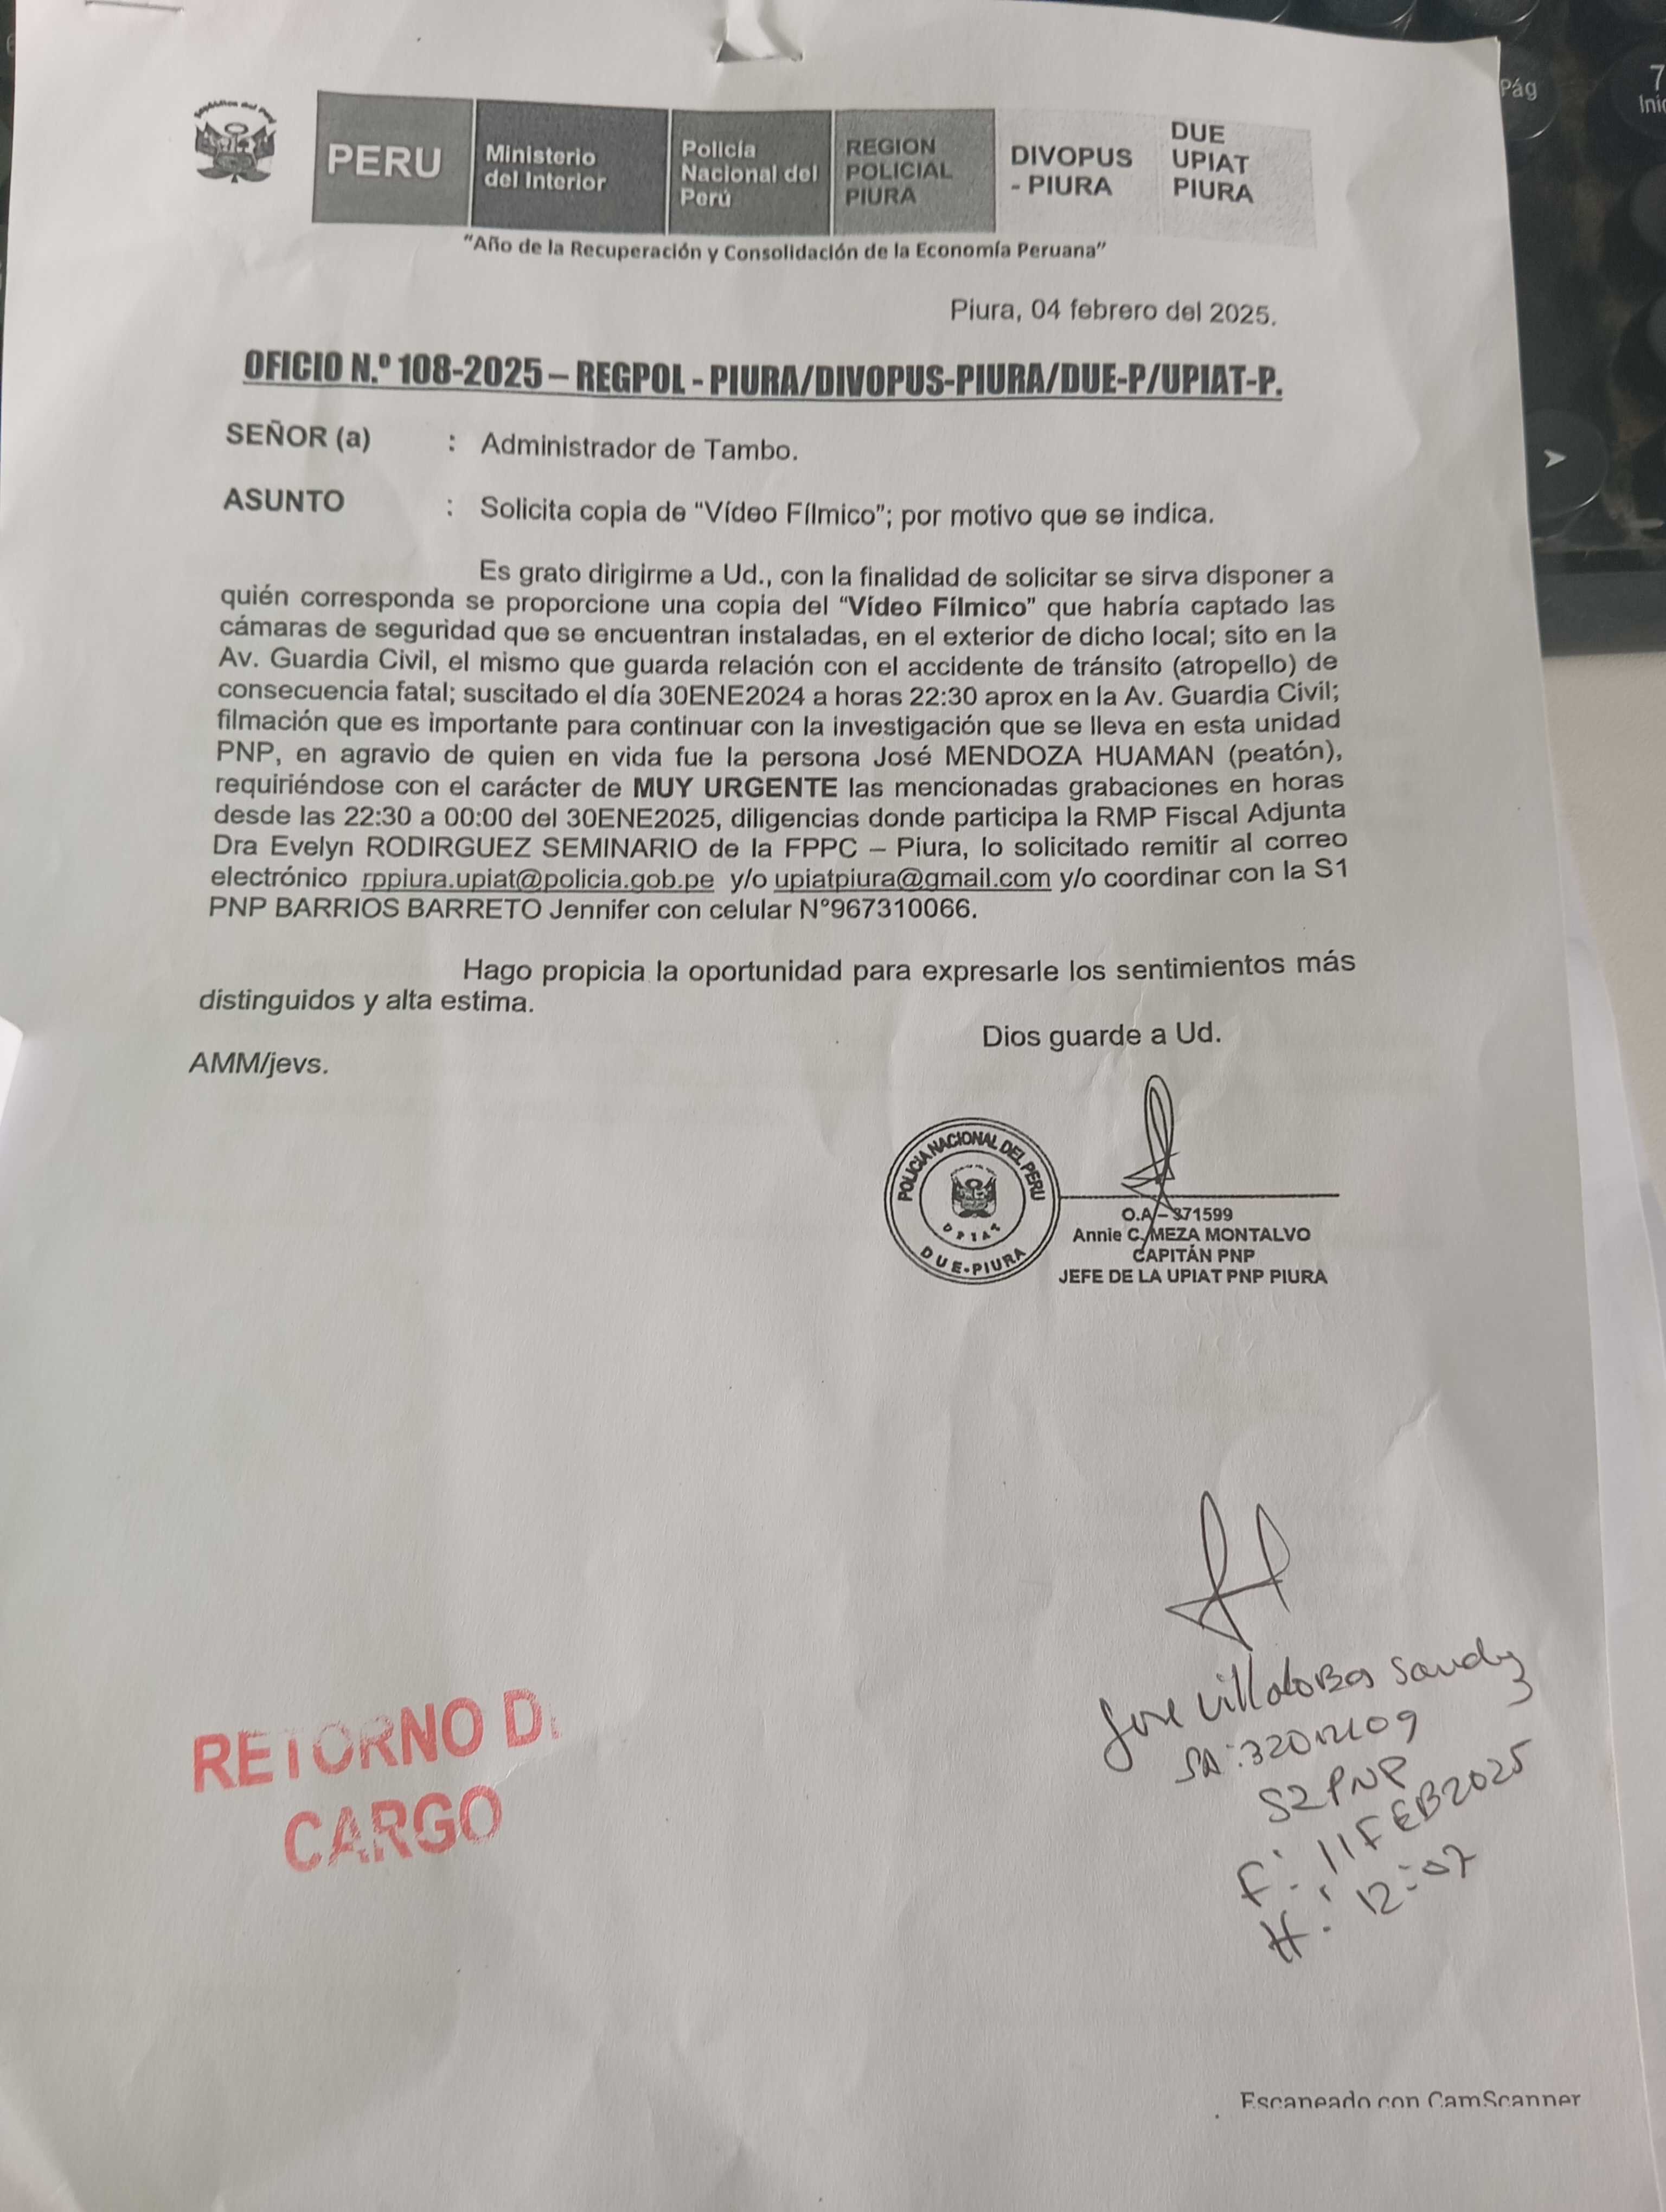 República del Perú
PERU
Ministerio
del Interior
Policía
Nacional del
Perú
REGION
POLICIAL
PIURA
DIVOPUS
- PIURA
DUE
UPIAT
PIURA
"Año de la Recuperación y Consolidación de la Economía Peruana"
Piura, 04 febrero del 2025.
OFICIO N.º 108-2025 – REGPOL - PIURA/DIVOPUS-PIURA/DUE-P/UPIAT-P.
SEÑOR (a) : Administrador de Tambo.
ASUNTO : Solicita copia de "Vídeo Fílmico"; por motivo que se indica.
Es grato dirigirme a Ud., con la finalidad de solicitar se sirva disponer a
quién corresponda se proporcione una copia del "Vídeo Fílmico" que habría captado las
cámaras de seguridad que se encuentran instaladas, en el exterior de dicho local; sito en la
Av. Guardia Civil, el mismo que guarda relación con el accidente de tránsito (atropello) de
consecuencia fatal; suscitado el día 30ENE2024 a horas 22:30 aprox en la Av. Guardia Civil;
filmación que es importante para continuar con la investigación que se lleva en esta unidad
PNP, en agravio de quien en vida fue la persona José MENDOZA HUAMAN (peatón),
requiriéndose con el carácter de MUY URGENTE las mencionadas grabaciones en horas
desde las 22:30 a 00:00 del 30ENE2025, diligencias donde participa la RMP Fiscal Adjunta
Dra Evelyn RODIRGUEZ SEMINARIO de la FPPC – Piura, lo solicitado remitir al correo
electrónico rppiura.upiat@policia.gob.pe y/o upiatpiura@gmail.com y/o coordinar con la S1
PNP BARRIOS BARRETO Jennifer con celular N°967310066.
Hago propicia la oportunidad para expresarle los sentimientos más
distinguidos y alta estima.
Dios guarde a Ud.
AMM/jevs.
POLICIA NACIONAL DEL PERU
UPIAT
DUE-PIURA
O.A – 371599
Annie C. MEZA MONTALVO
CAPITÁN PNP
JEFE DE LA UPIAT PNP PIURA
Jose Villalobos
S2 PNP
F: 11FEB2025
H: 12:07
RETORNO D
CARGO
Escaneado con CamScanner
Pág
7
Inic